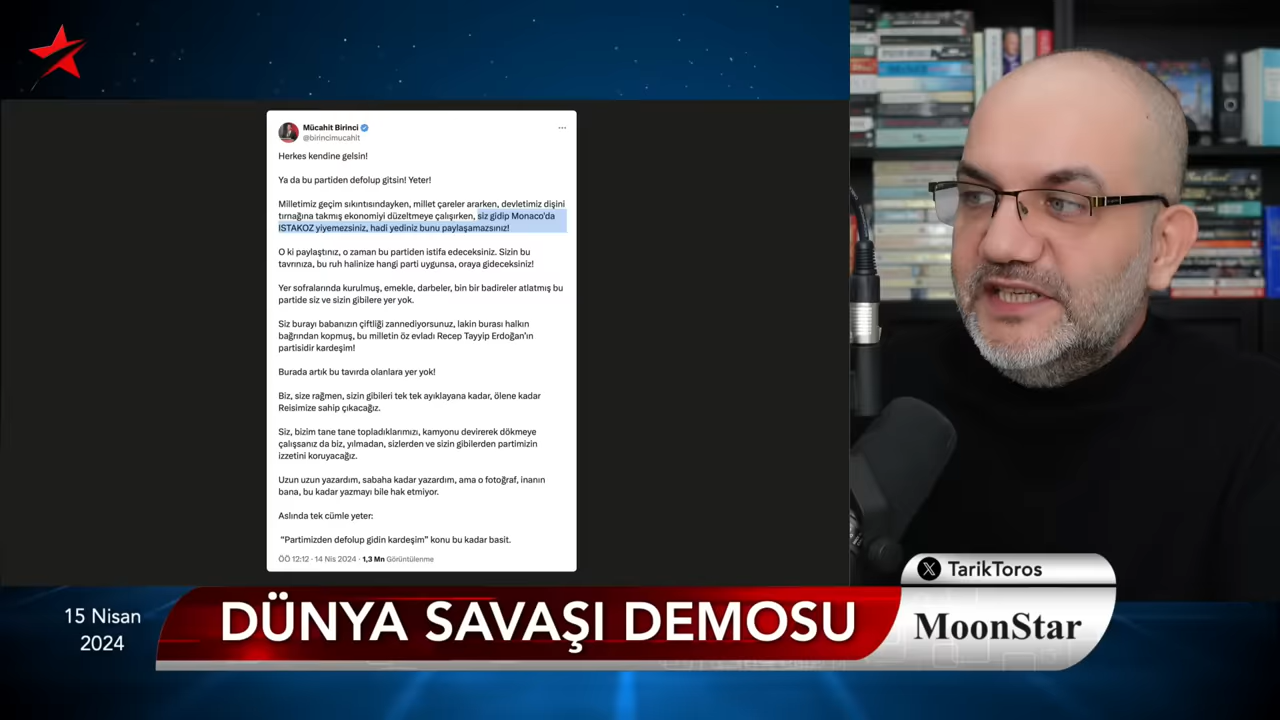 Mücahit Birinci
@birincimucahit
Herkes kendine gelsin!
Ya da bu partiden defolup gitsin! Yeter!
Milletimiz geçim sıkıntısındayken, millet çareler ararken, devletimiz dişini
tırnağına takmış ekonomiyi düzeltmeye çalışırken, siz gidip Monaco'da
ISTAKOZ yiyemezsiniz, hadi yediniz bunu paylaşamazsınız!
O ki paylaştınız, o zaman bu partiden istifa edeceksiniz. Sizin bu
tavrınıza, bu ruh halinize hangi parti uygunsa, oraya gideceksiniz!
Yer sofralarında kurulmuş, emekle, darbeler, bin bir badireler atlatmış bu
partide siz ve sizin gibilere yer yok.
Siz burayı babanızın çiftliği zannediyorsunuz, lakin burası halkın
bağrından kopmuş, bu milletin öz evladı Recep Tayyip Erdoğan'ın
partisidir kardeşim!
Burada artık bu tavırda olanlara yer yok!
Biz, size rağmen, sizin gibileri tek tek ayıklayana kadar, ölene kadar
Reisimize sahip çıkacağız.
Siz, bizim tane tane topladıklarımızı, kamyonu devirerek dökmeye
çalışsanız da biz, yılmadan, sizlerden ve sizin gibilerden partimizin
izzetini koruyacağız.
Uzun uzun yazardım, sabaha kadar yazardım, ama o fotoğraf, inanın
bana, bu kadar yazmayı bile hak etmiyor.
Aslında tek cümle yeter:
“Partimizden defolup gidin kardeşim” konu bu kadar basit.
ÖÖ 12:12 · 14 Nis 2024 · 1,3 Mn Görüntülenme
TarikToros
15 Nisan
2024
DÜNYA SAVAŞI DEMOSU
MoonStar